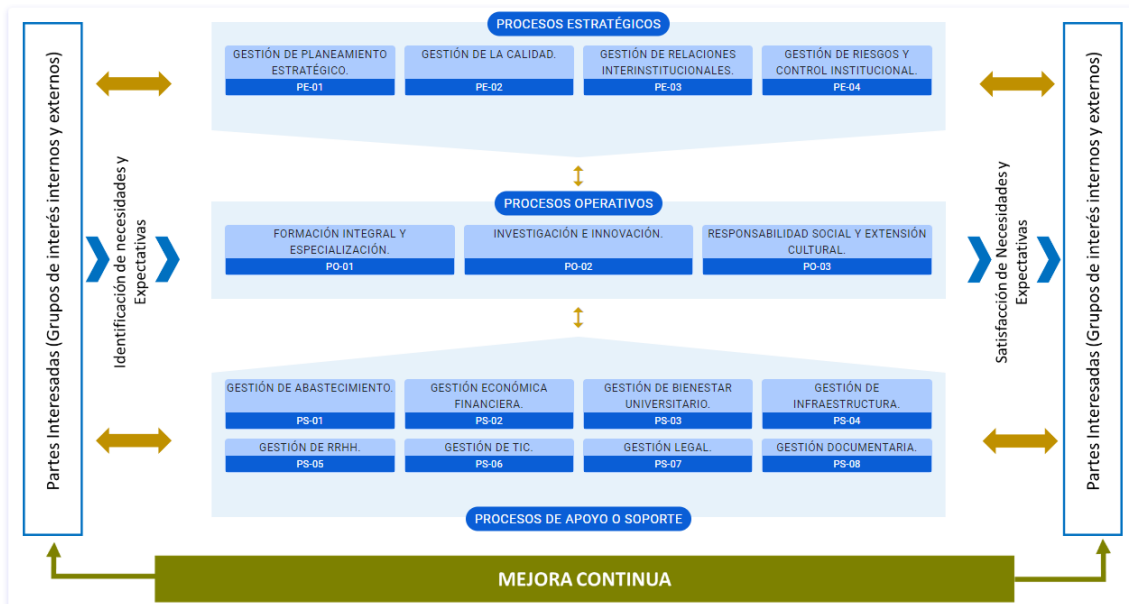 Partes Interesadas (Grupos de interés internos y externos)
Identificación de necesidades y
Expectativas
PROCESOS ESTRATÉGICOS
GESTIÓN DE PLANEAMIENTO
ESTRATÉGICO.
PE-01
GESTIÓN DE LA CALIDAD.
PE-02
GESTIÓN DE RELACIONES
INTERINSTITUCIONALES.
PE-03
GESTIÓN DE RIESGOS Y
CONTROL INSTITUCIONAL.
PE-04
PROCESOS OPERATIVOS
FORMACIÓN INTEGRAL Y
ESPECIALIZACIÓN.
PO-01
INVESTIGACIÓN E INNOVACIÓN.
PO-02
RESPONSABILIDAD SOCIAL Y EXTENSIÓN
CULTURAL.
PO-03
GESTIÓN DE ABASTECIMIENTO.
PS-01
GESTIÓN ECONÓMICA
FINANCIERA.
PS-02
GESTIÓN DE BIENESTAR
UNIVERSITARIO.
PS-03
GESTIÓN DE
INFRAESTRUCTURA.
PS-04
GESTIÓN DE RRHH.
PS-05
GESTIÓN DE TIC.
PS-06
GESTIÓN LEGAL.
PS-07
GESTIÓN DOCUMENTARIA.
PS-08
PROCESOS DE APOYO O SOPORTE
Satisfacción de Necesidades y
Expectativas
Partes Interesadas (Grupos de interés internos y externos)
MEJORA CONTINUA